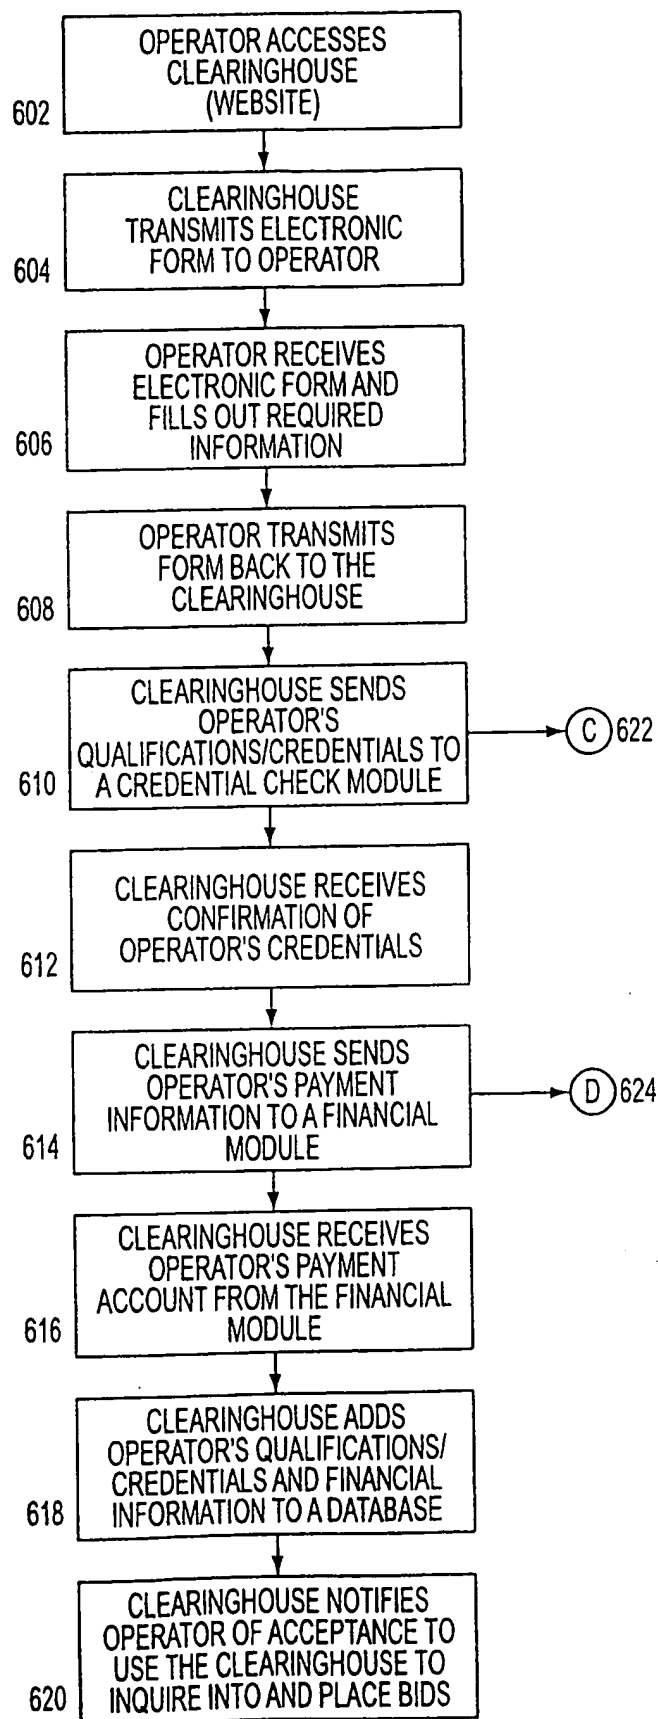 OPERATOR ACCESSES
CLEARINGHOUSE
(WEBSITE)
602
CLEARINGHOUSE
TRANSMITS ELECTRONIC
FORM TO OPERATOR
604
OPERATOR RECEIVES
ELECTRONIC FORM AND
FILLS OUT REQUIRED
INFORMATION
606
OPERATOR TRANSMITS
FORM BACK TO THE
CLEARINGHOUSE
608
CLEARINGHOUSE SENDS
OPERATOR'S
QUALIFICATIONS/CREDENTIALS TO
A CREDENTIAL CHECK MODULE
610
C 622
CLEARINGHOUSE RECEIVES
CONFIRMATION OF
OPERATOR'S CREDENTIALS
612
CLEARINGHOUSE SENDS
OPERATOR'S PAYMENT
INFORMATION TO A FINANCIAL
MODULE
614
D 624
CLEARINGHOUSE RECEIVES
OPERATOR'S PAYMENT
ACCOUNT FROM THE FINANCIAL
MODULE
616
CLEARINGHOUSE ADDS
OPERATOR'S QUALIFICATIONS/
CREDENTIALS AND FINANCIAL
INFORMATION TO A DATABASE
618
CLEARINGHOUSE NOTIFIES
OPERATOR OF ACCEPTANCE TO
USE THE CLEARINGHOUSE TO
INQUIRE INTO AND PLACE BIDS
620